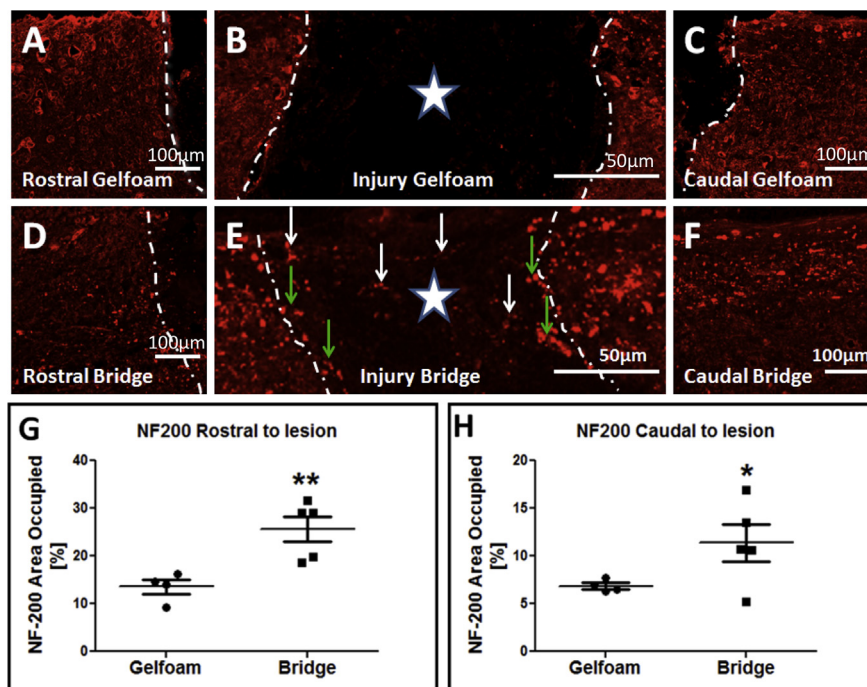 A
100μm
Rostral Gelfoam
B
50μm
Injury Gelfoam
C
100μm
Caudal Gelfoam
D
100μm
Rostral Bridge
E
50μm
Injury Bridge
F
100μm
Caudal Bridge
G
NF200 Rostral to lesion
NF-200 Area Occupied
[%]
40
30
20
10
0
**
Gelfoam
Bridge
H
NF200 Caudal to lesion
NF-200 Area Occupied
[%]
20
15
10
5
0
*
Gelfoam
Bridge